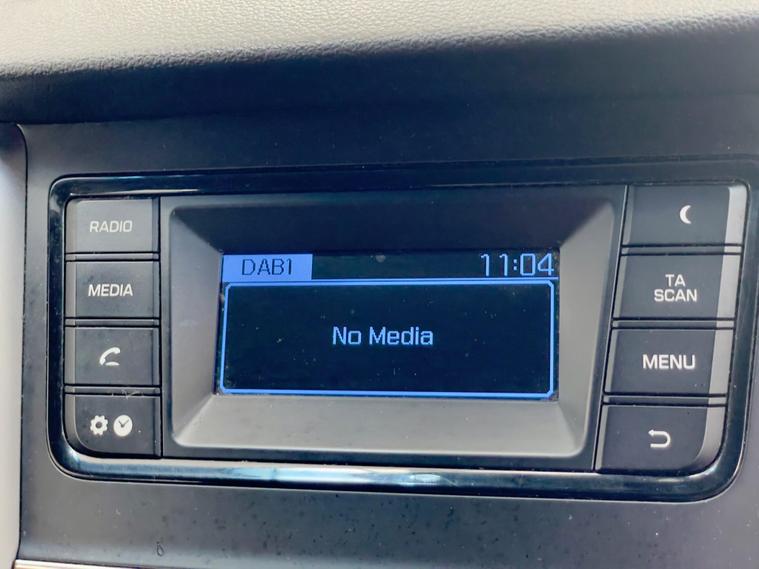 RADIO
MEDIA
DAB1 11:04
No Media
TA
SCAN
MENU